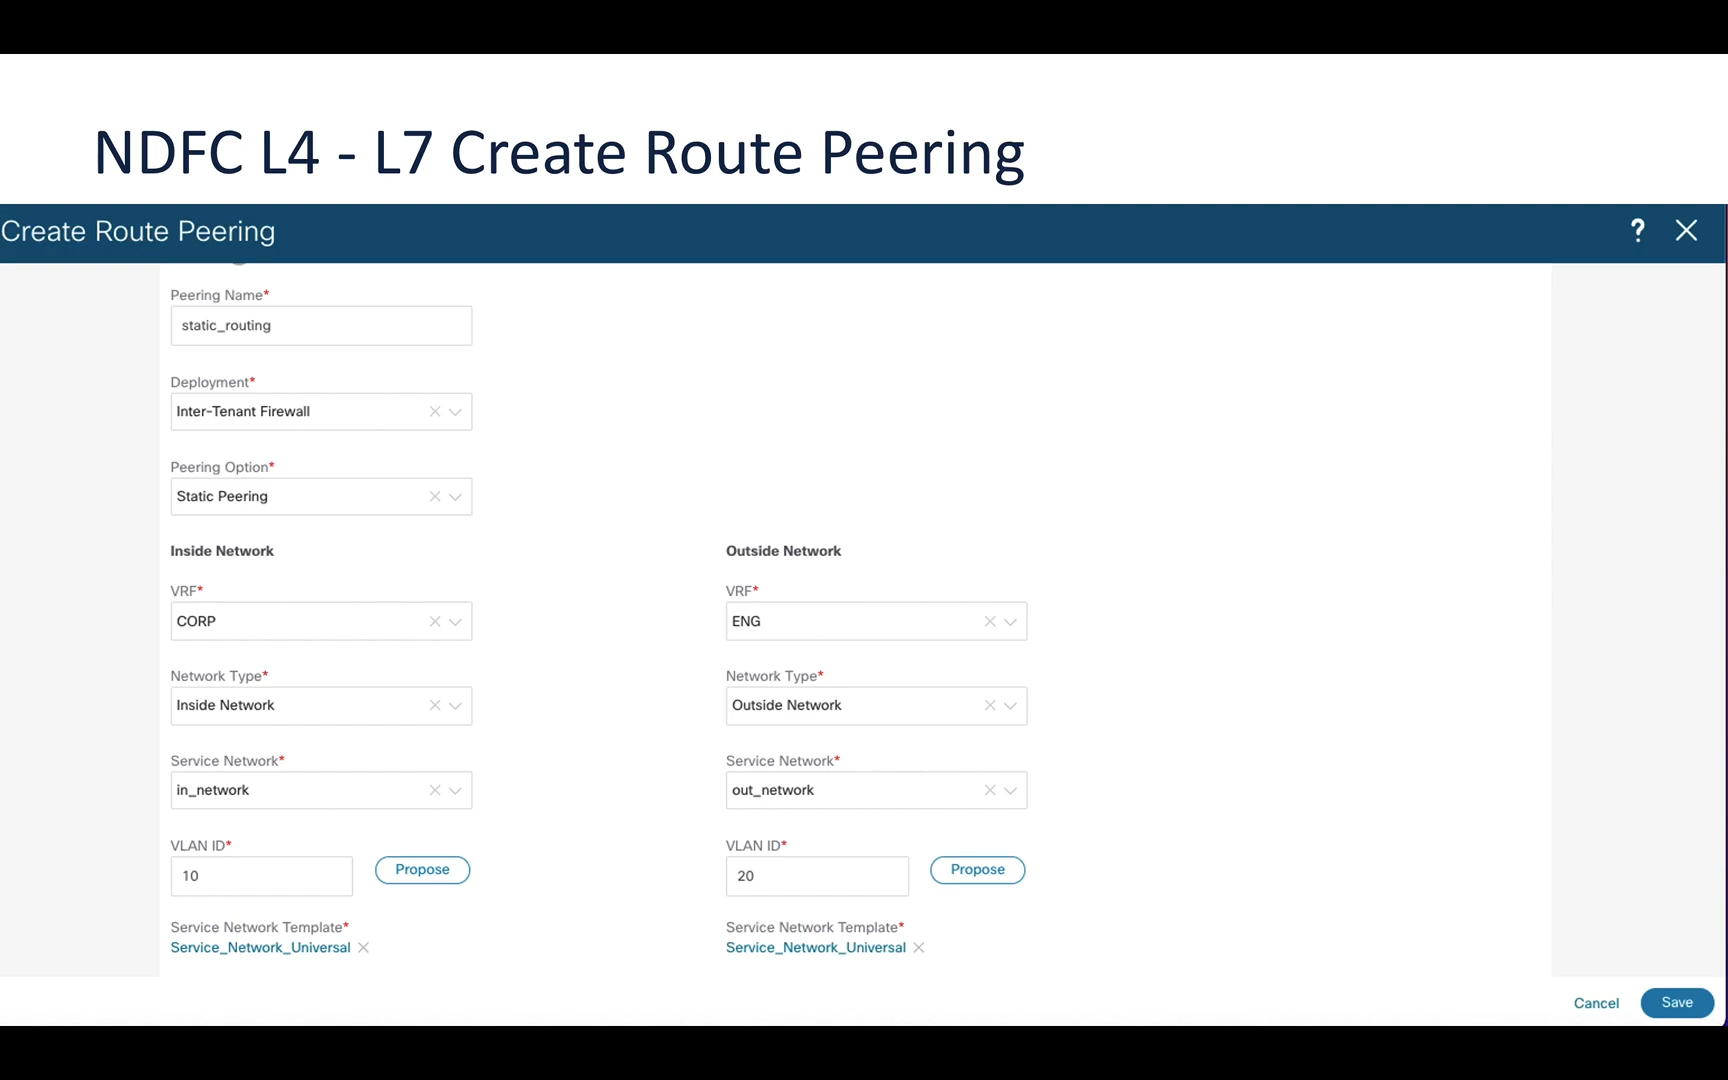 NDFC L4 - L7 Create Route Peering
Create Route Peering
?
Peering Name*
static_routing
Deployment*
Inter-Tenant Firewall
Peering Option*
Static Peering
Inside Network
VRF*
CORP
Network Type*
Inside Network
Service Network*
in_network
VLAN ID*
10
Propose
Service Network Template*
Service_Network_Universal
Outside Network
VRF*
ENG
Network Type*
Outside Network
Service Network*
out_network
VLAN ID*
20
Propose
Service Network Template*
Service_Network_Universal
Cancel
Save